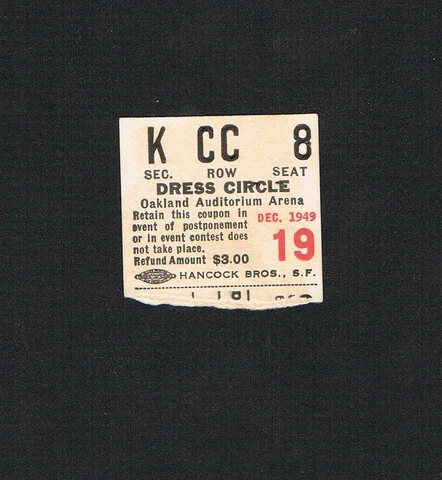 K CC 8
SEC. ROW SEAT
DRESS CIRCLE
Oakland Auditorium Arena
Retain this coupon in
event of postponement
or in event contest does
not take place.
Refund Amount $3.00
DEC. 1949
19
HANCOCK BROS., S.F.